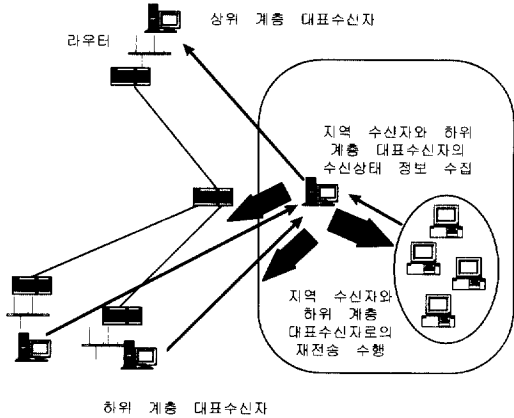 상위 계층 대표수신자
라우터
지역 수신자와 하위
계층 대표수신자의
수신상태 정보 수집
지역 수신자와
하위 계층
대표수신자로의
재전송 수행
하위 계층 대표수신자